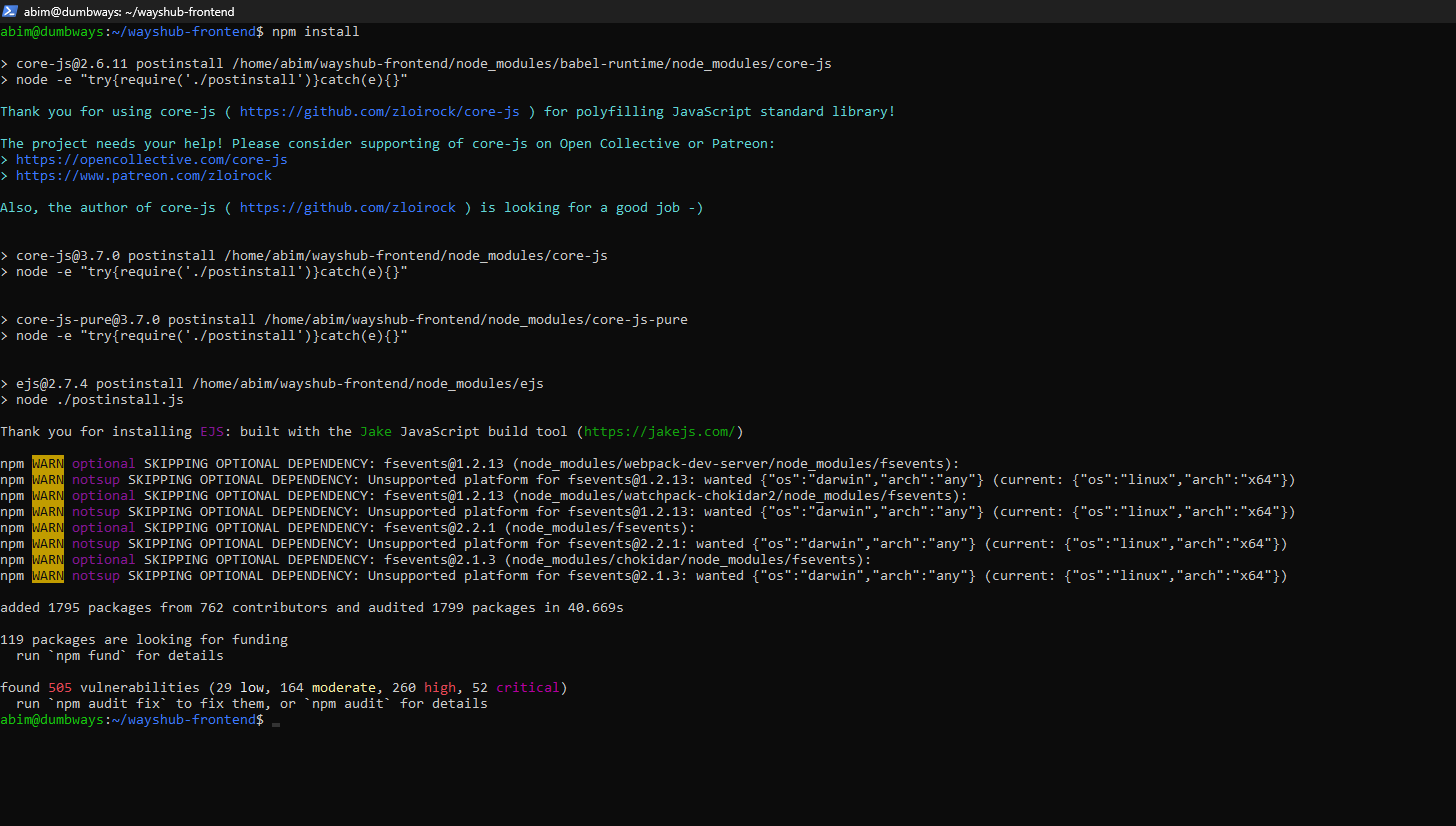 abim@dumbways: ~/wayshub-frontend
abim@dumbways:~/wayshub-frontend$ npm install
> core-js@2.6.11 postinstall /home/abim/wayshub-frontend/node_modules/babel-runtime/node_modules/core-js
> node -e "try{require('./postinstall')}catch(e){}"
Thank you for using core-js ( https://github.com/zloirock/core-js ) for polyfilling JavaScript standard library!
The project needs your help! Please consider supporting of core-js on Open Collective or Patreon:
> https://opencollective.com/core-js
> https://www.patreon.com/zloirock
Also, the author of core-js ( https://github.com/zloirock ) is looking for a good job -)
> core-js@3.7.0 postinstall /home/abim/wayshub-frontend/node_modules/core-js
> node -e "try{require('./postinstall')}catch(e){}"
> core-js-pure@3.7.0 postinstall /home/abim/wayshub-frontend/node_modules/core-js-pure
> node -e "try{require('./postinstall')}catch(e){}"
> ejs@2.7.4 postinstall /home/abim/wayshub-frontend/node_modules/ejs
> node ./postinstall.js
Thank you for installing EJS: built with the Jake JavaScript build tool (https://jakejs.com/)
npm WARN optional SKIPPING OPTIONAL DEPENDENCY: fsevents@1.2.13 (node_modules/webpack-dev-server/node_modules/fsevents):
npm WARN notsup SKIPPING OPTIONAL DEPENDENCY: Unsupported platform for fsevents@1.2.13: wanted {"os":"darwin","arch":"any"} (current: {"os":"linux","arch":"x64"})
npm WARN optional SKIPPING OPTIONAL DEPENDENCY: fsevents@1.2.13 (node_modules/watchpack-chokidar2/node_modules/fsevents):
npm WARN notsup SKIPPING OPTIONAL DEPENDENCY: Unsupported platform for fsevents@1.2.13: wanted {"os":"darwin","arch":"any"} (current: {"os":"linux","arch":"x64"})
npm WARN optional SKIPPING OPTIONAL DEPENDENCY: fsevents@2.2.1 (node_modules/fsevents):
npm WARN notsup SKIPPING OPTIONAL DEPENDENCY: Unsupported platform for fsevents@2.2.1: wanted {"os":"darwin","arch":"any"} (current: {"os":"linux","arch":"x64"})
npm WARN optional SKIPPING OPTIONAL DEPENDENCY: fsevents@2.1.3 (node_modules/chokidar/node_modules/fsevents):
npm WARN notsup SKIPPING OPTIONAL DEPENDENCY: Unsupported platform for fsevents@2.1.3: wanted {"os":"darwin","arch":"any"} (current: {"os":"linux","arch":"x64"})
added 1795 packages from 762 contributors and audited 1799 packages in 40.669s
119 packages are looking for funding
run `npm fund` for details
found 505 vulnerabilities (29 low, 164 moderate, 260 high, 52 critical)
run `npm audit fix` to fix them, or `npm audit` for details
abim@dumbways:~/wayshub-frontend$